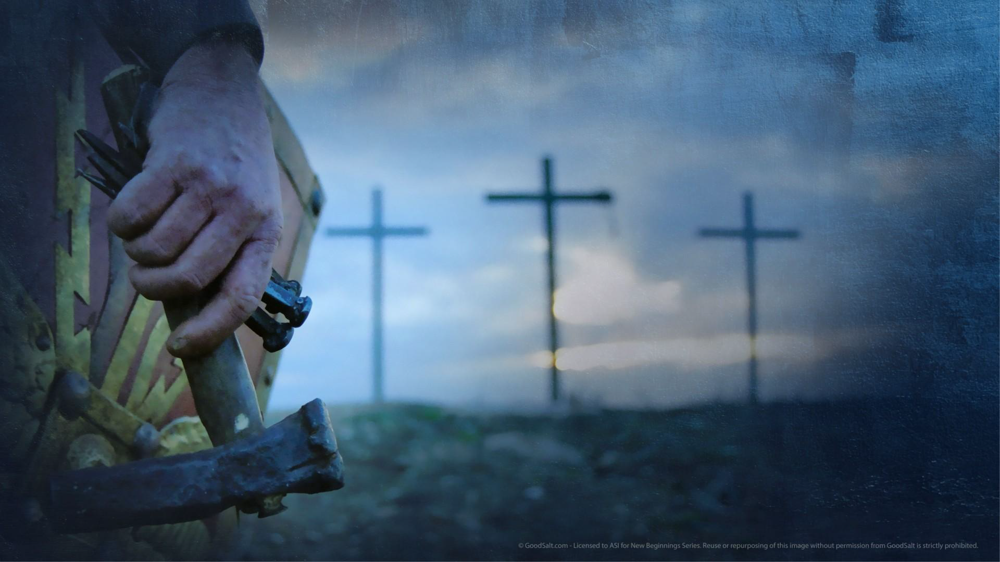 © GoodSalt.com - Licensed to ASI for New Beginnings Series. Reuse or repurposing of this image without permission from GoodSalt is strictly prohibited.